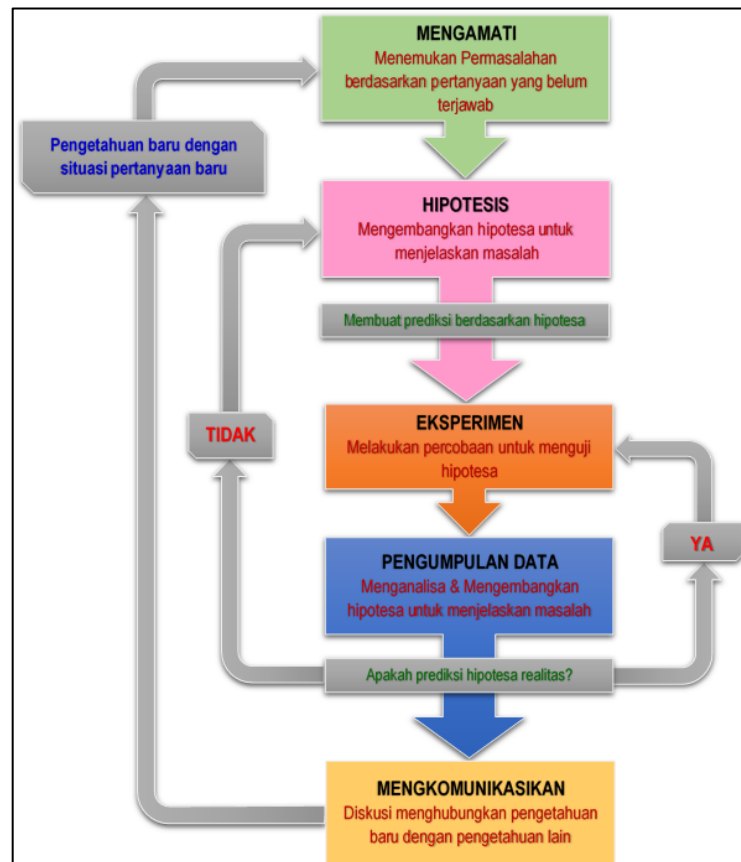 MENGAMATI
Menemukan Permasalahan
berdasarkan pertanyaan yang belum
terjawab
Pengetahuan baru dengan
situasi pertanyaan baru
HIPOTESIS
Mengembangkan hipotesa untuk
menjelaskan masalah
Membuat prediksi berdasarkan hipotesa
EKSPERIMEN
Melakukan percobaan untuk menguji
hipotesa
TIDAK
YA
PENGUMPULAN DATA
Menganalisa & Mengembangkan
hipotesa untuk menjelaskan masalah
Apakah prediksi hipotesa realitas?
MENGKOMUNIKASIKAN
Diskusi menghubungkan pengetahuan
baru dengan pengetahuan lain